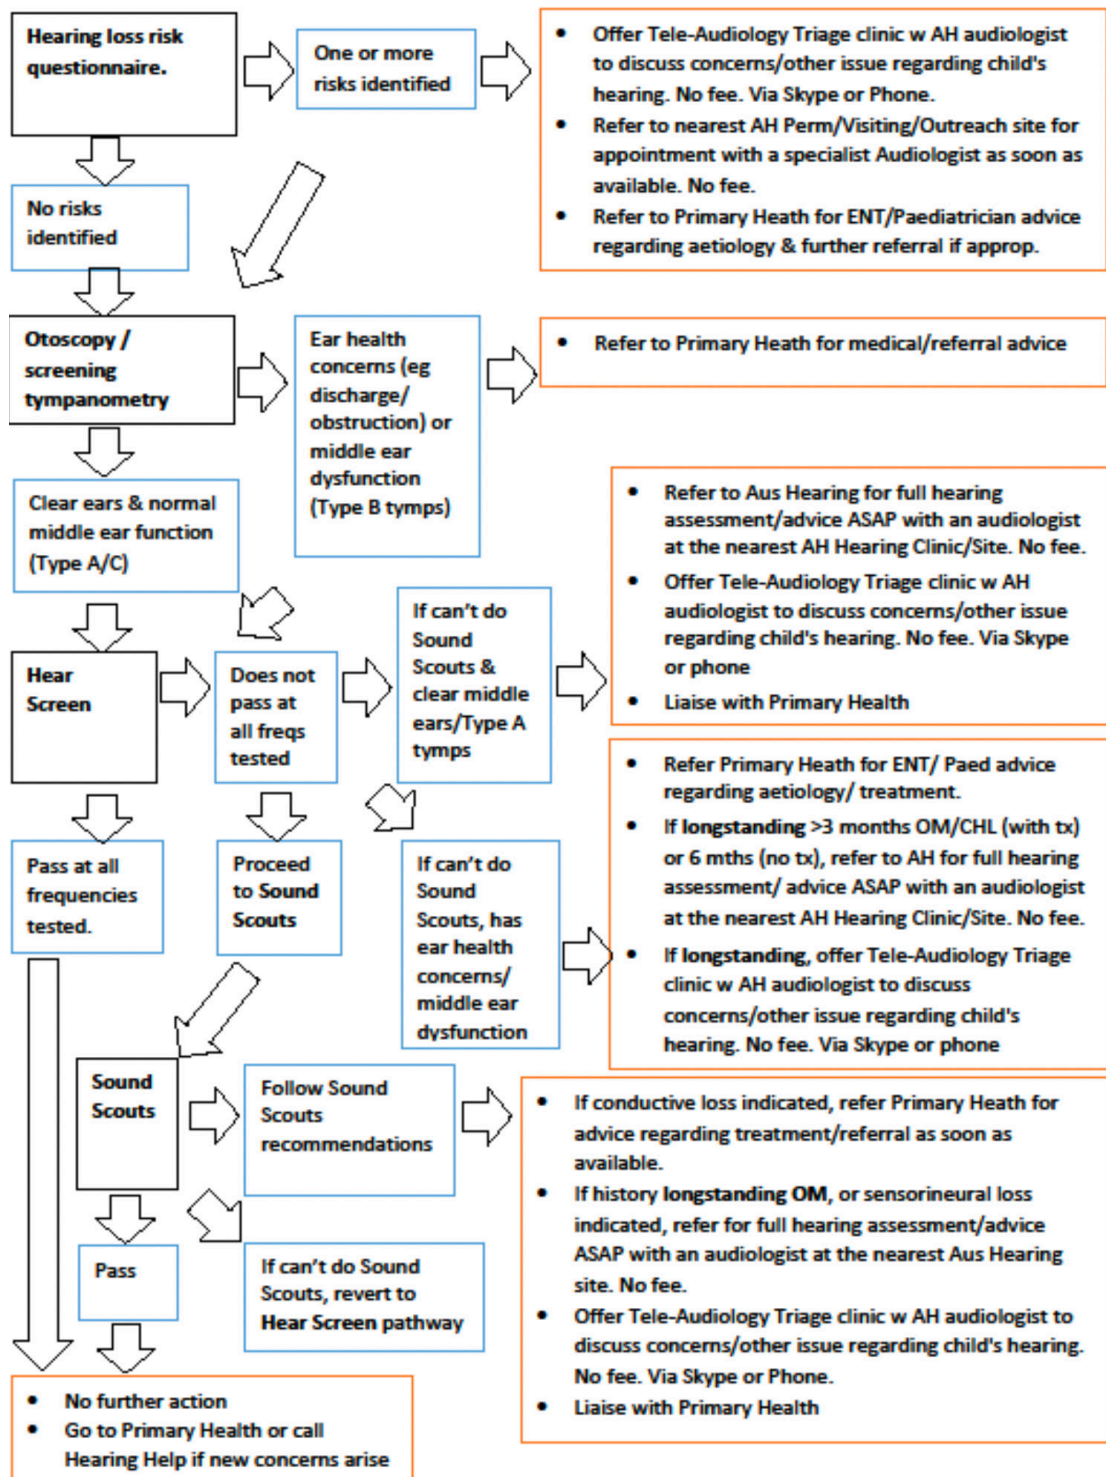 Hearing loss risk
questionnaire.
One or more
risks identified
• Offer Tele-Audiology Triage clinic w AH audiologist
to discuss concerns/other issue regarding child's
hearing. No fee. Via Skype or Phone.
• Refer to nearest AH Perm/Visiting/Outreach site for
appointment with a specialist Audiologist as soon as
available. No fee.
• Refer to Primary Heath for ENT/Paediatrician advice
regarding aetiology & further referral if approp.
No risks
identified
Otoscopy /
screening
tympanometry
Ear health
concerns (eg
discharge/
obstruction) or
middle ear
dysfunction
(Type B tymps)
• Refer to Primary Heath for medical/referral advice
Clear ears & normal
middle ear function
(Type A/C)
Hear
Screen
Does not
pass at
all freqs
tested
If can't do
Sound
Scouts &
clear middle
ears/Type A
tymps
• Refer to Aus Hearing for full hearing
assessment/advice ASAP with an audiologist
at the nearest AH Hearing Clinic/Site. No fee.
• Offer Tele-Audiology Triage clinic w AH
audiologist to discuss concerns/other issue
regarding child's hearing. No fee. Via Skype
or phone
• Liaise with Primary Health
Pass at all
frequencies
tested.
Proceed
to Sound
Scouts
If can't do
Sound
Scouts, has
ear health
concerns/
middle ear
dysfunction
• Refer Primary Heath for ENT/ Paed advice
regarding aetiology/ treatment.
• If longstanding >3 months OM/CHL (with tx)
or 6 mths (no tx), refer to AH for full hearing
assessment/ advice ASAP with an audiologist
at the nearest AH Hearing Clinic/Site. No fee.
• If longstanding, offer Tele-Audiology Triage
clinic w AH audiologist to discuss
concerns/other issue regarding child's
hearing. No fee. Via Skype or phone
Sound
Scouts
Follow Sound
Scouts
recommendations
• If conductive loss indicated, refer Primary Heath for
advice regarding treatment/referral as soon as
available.
• If history longstanding OM, or sensorineural loss
indicated, refer for full hearing assessment/advice
ASAP with an audiologist at the nearest Aus Hearing
site. No fee.
• Offer Tele-Audiology Triage clinic w AH audiologist to
discuss concerns/other issue regarding child's hearing.
No fee. Via Skype or Phone.
• Liaise with Primary Health
Pass
If can't do Sound
Scouts, revert to
Hear Screen pathway
• No further action
• Go to Primary Health or call
Hearing Help if new concerns arise